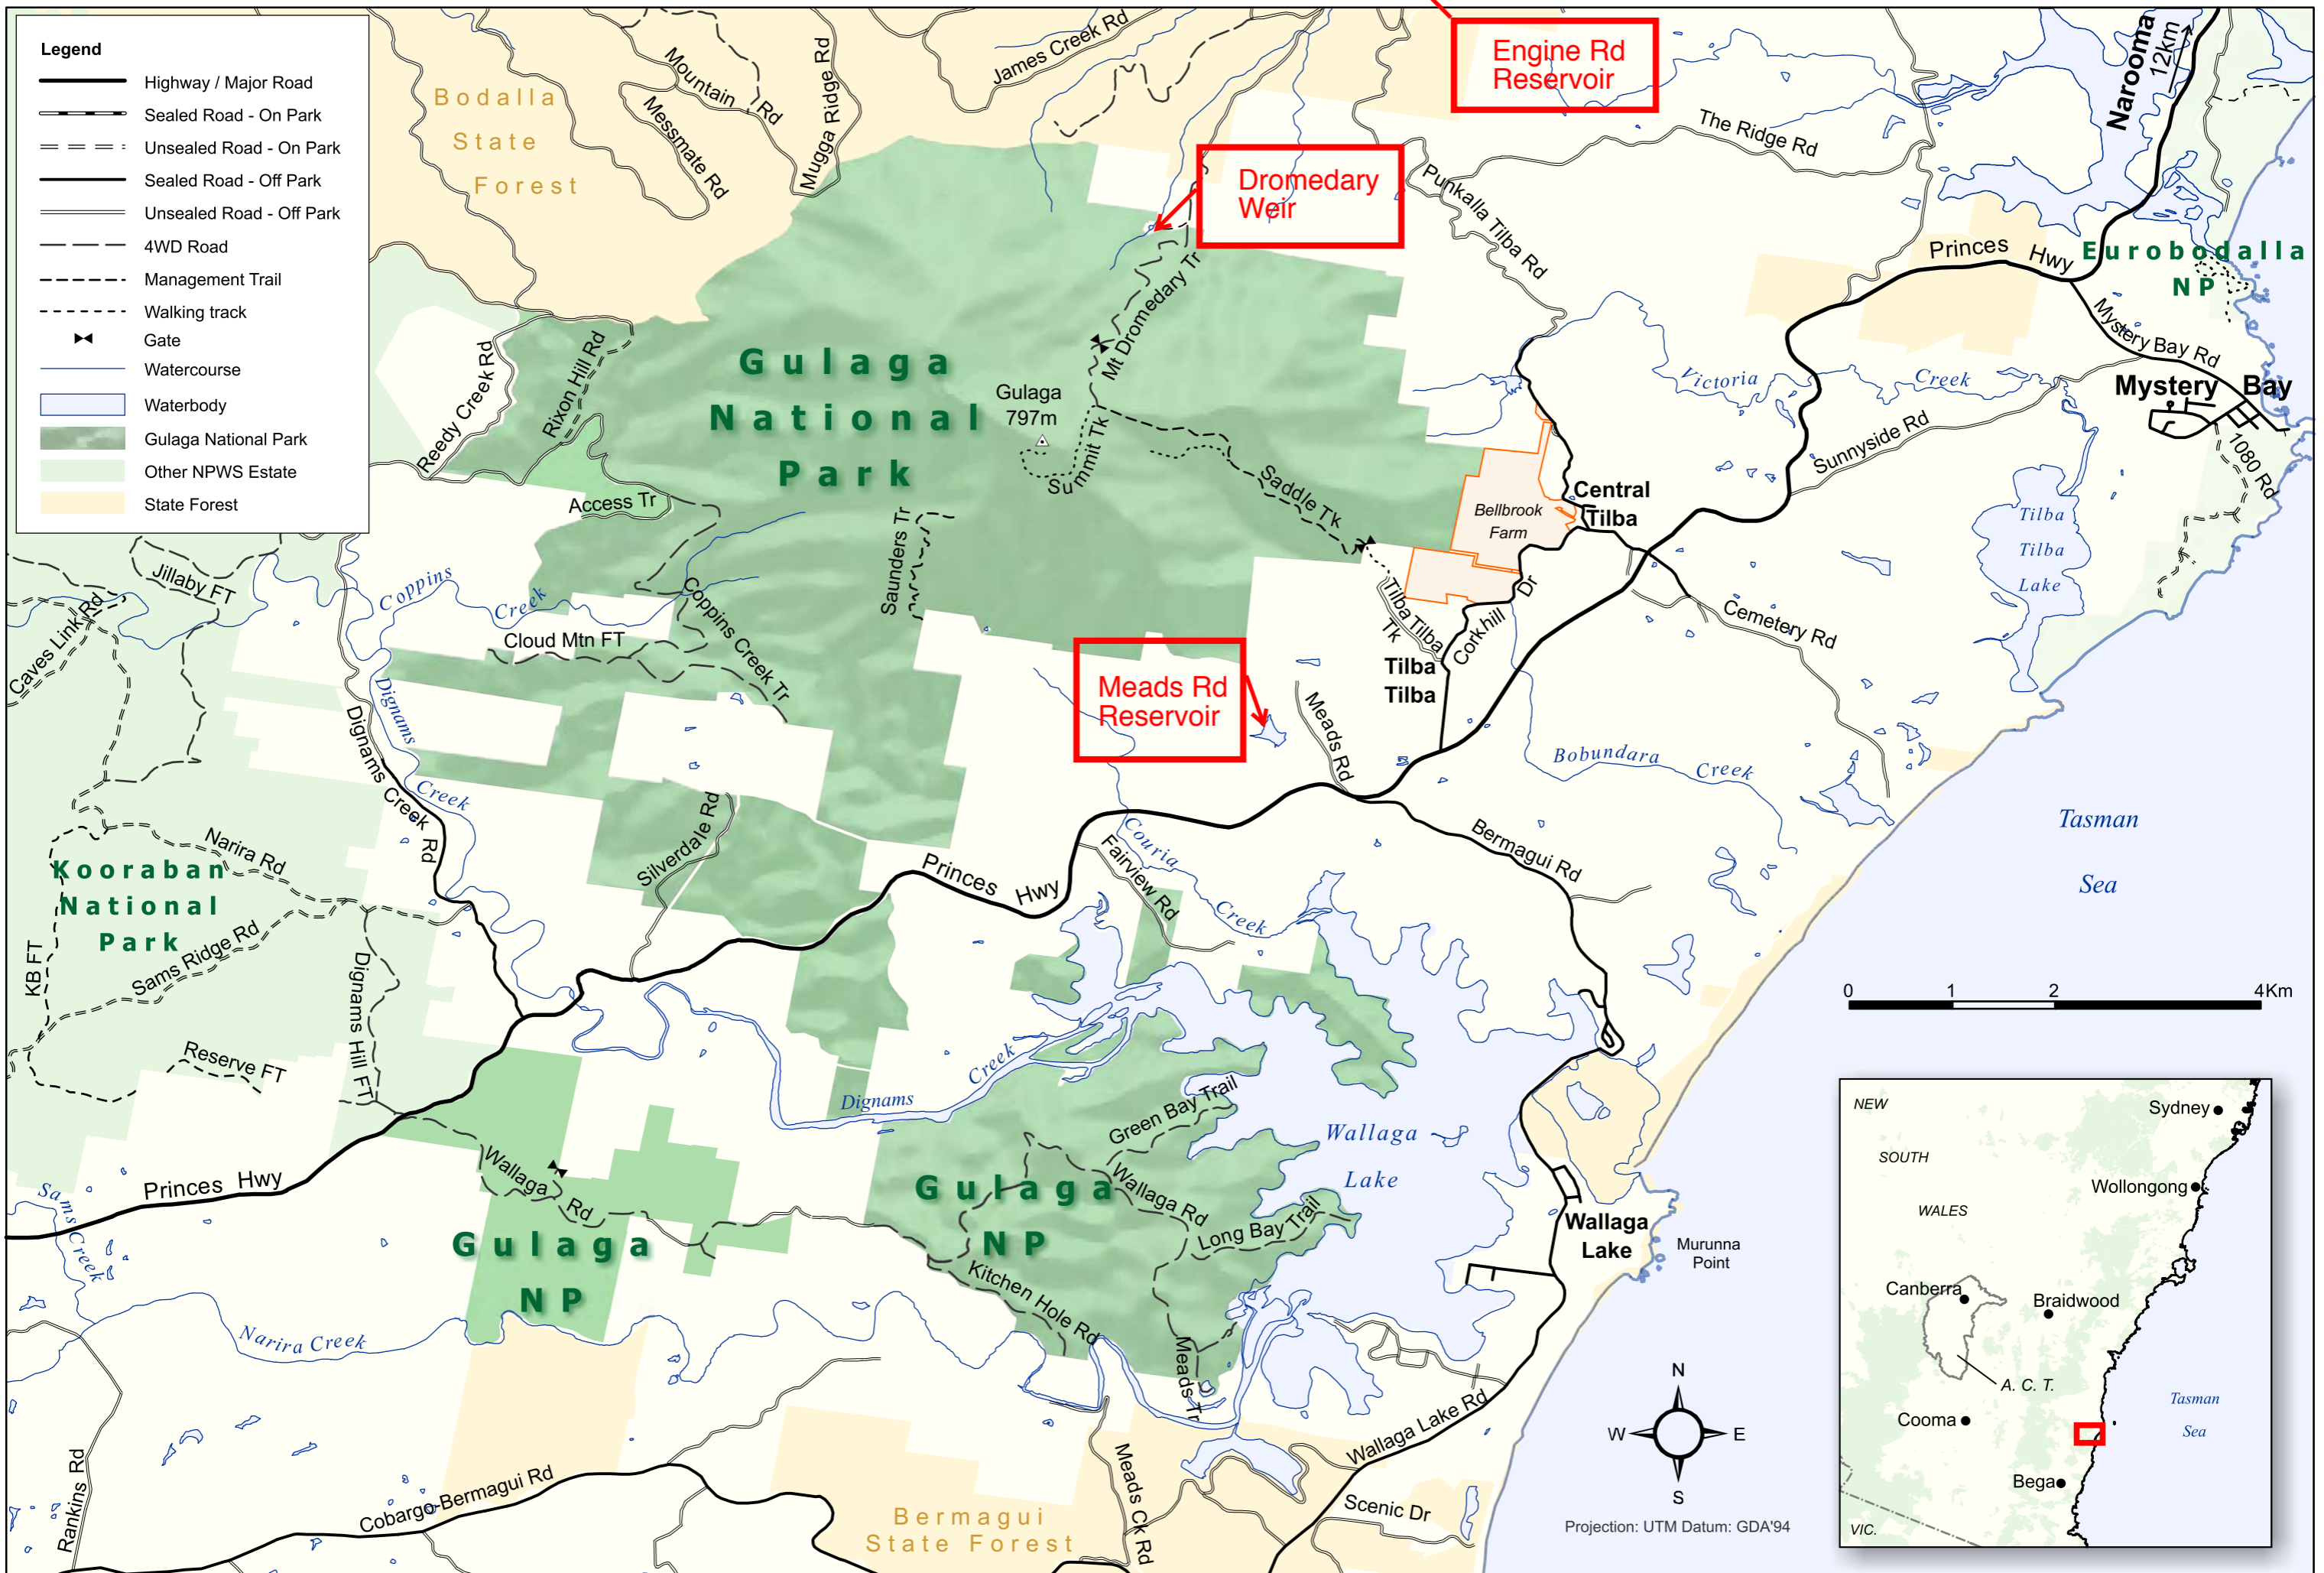 Legend
Highway / Major Road
Sealed Road - On Park
Unsealed Road - On Park
Sealed Road - Off Park
Unsealed Road - Off Park
4WD Road
Management Trail
Walking track
Gate
Watercourse
Waterbody
Gulaga National Park
Other NPWS Estate
State Forest
Bodalla
State
Forest
Mountain Rd
Messmate Rd
Mugga Ridge Rd
James Creek Rd
Engine Rd
Reservoir
Dromedary
Weir
Narooma
12km
The Ridge Rd
Punkalla Tilba Rd
Princes Hwy
Eurobodalla
NP
Mystery Bay Rd
Mystery Bay
1080 Rd
Victoria Creek
Sunnyside Rd
Tilba
Tilba
Lake
Reedy Creek Rd
Rixon Hill Rd
Gulaga
National
Park
Gulaga
797m
Mt Dromedary Tr
Summit Tk
Saddle Tk
Bellbrook
Farm
Central
Tilba
Access Tr
Saunders Tr
Jillaby FT
Coppins Creek
Coppins Creek Tr
Cloud Mtn FT
Caves Link Rd
Tilba Tilba
Tk
Corkhill Dr
Cemetery Rd
Tilba
Tilba
Meads Rd
Reservoir
Meads Rd
Dignams Creek
Dignams Creek Rd
Bobundara Creek
Tasman
Sea
Narira Rd
Kooraban
National
Park
Silverdale Rd
Princes Hwy
Fairview Rd
Couria Creek
Bermagui Rd
KB FT
Sams Ridge Rd
Dignams Hill FT
Reserve FT
0 1 2 4Km
Dignams Creek
Green Bay Trail
Wallaga
Lake
Wallaga Rd
Princes Hwy
Sams Creek
Gulaga
NP
Wallaga Rd
Long Bay Trail
Gulaga
NP
Wallaga
Lake
Murunna
Point
Kitchen Hole Rd
Narira Creek
Meads Tr
Rankins Rd
Cobargo-Bermagui Rd
Bermagui
State Forest
Meads Ck Rd
Wallaga Lake Rd
Scenic Dr
N
W E
S
Projection: UTM Datum: GDA'94
NEW
SOUTH
WALES
Sydney
Wollongong
Canberra
Braidwood
A. C. T.
Cooma
Bega
Tasman
Sea
VIC.